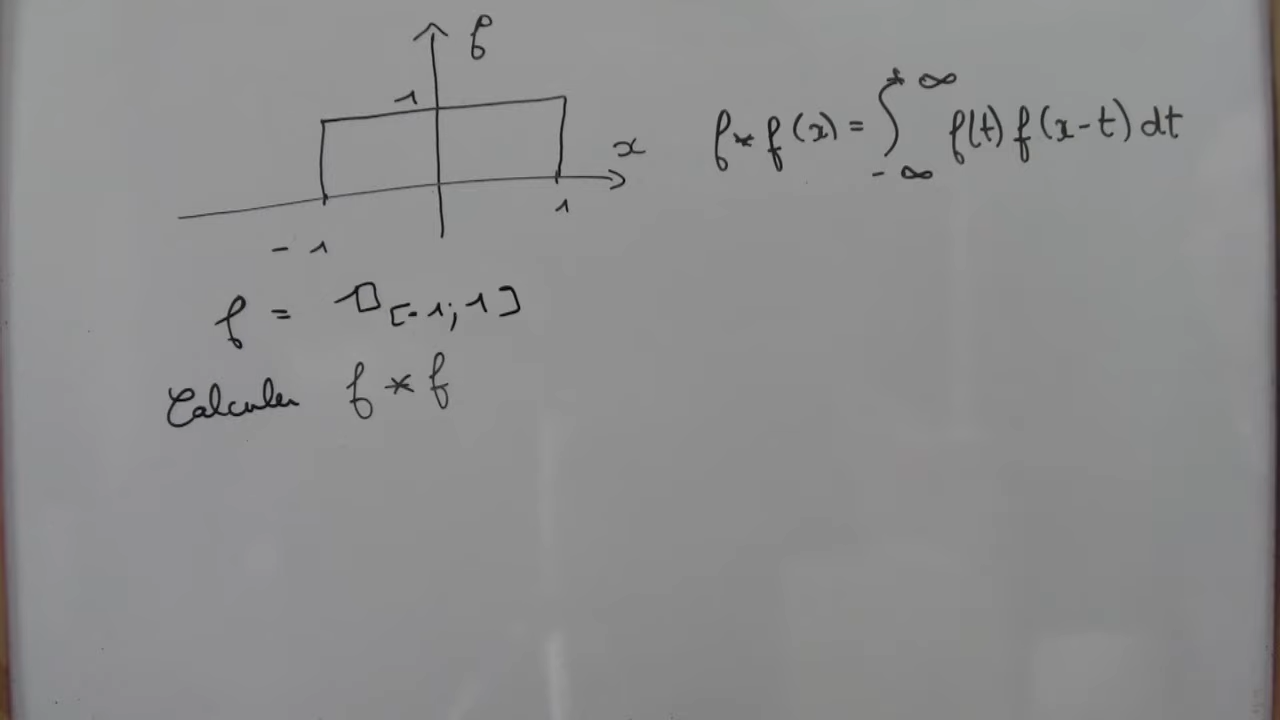 f
1
x
-1
1
f * f (x) = ∫_{-∞}^{+∞} f(t) f(x-t) dt
f = 𝟙_{[-1;1]}
Calculer f * f